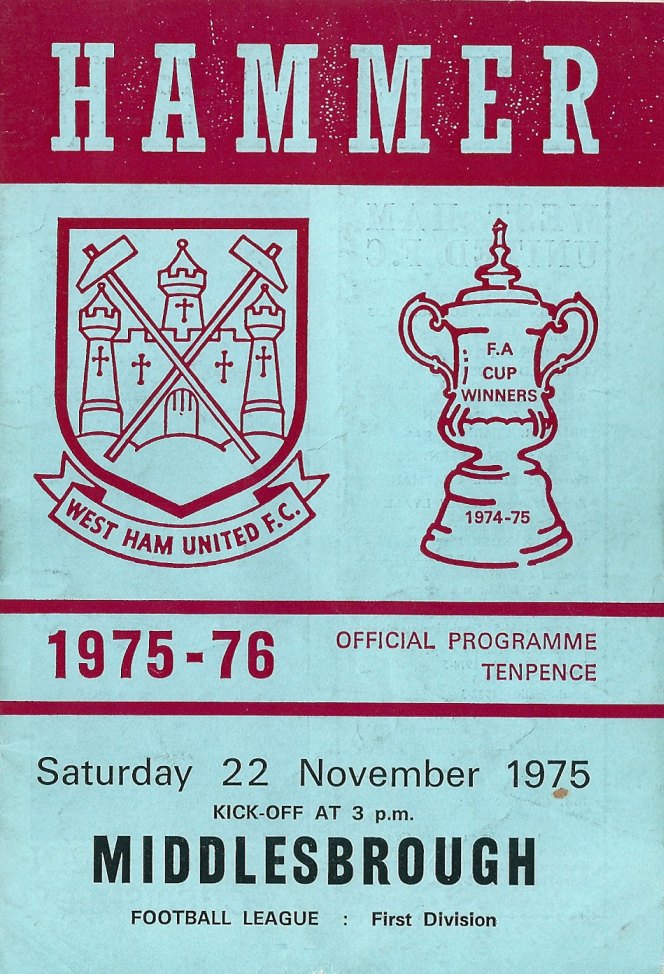 HAMMER
WEST HAM UNITED F.C.
F.A
CUP
WINNERS
1974-75
1975-76
OFFICIAL PROGRAMME
TENPENCE
Saturday 22 November 1975
KICK-OFF AT 3 p.m.
MIDDLESBROUGH
FOOTBALL LEAGUE : First Division